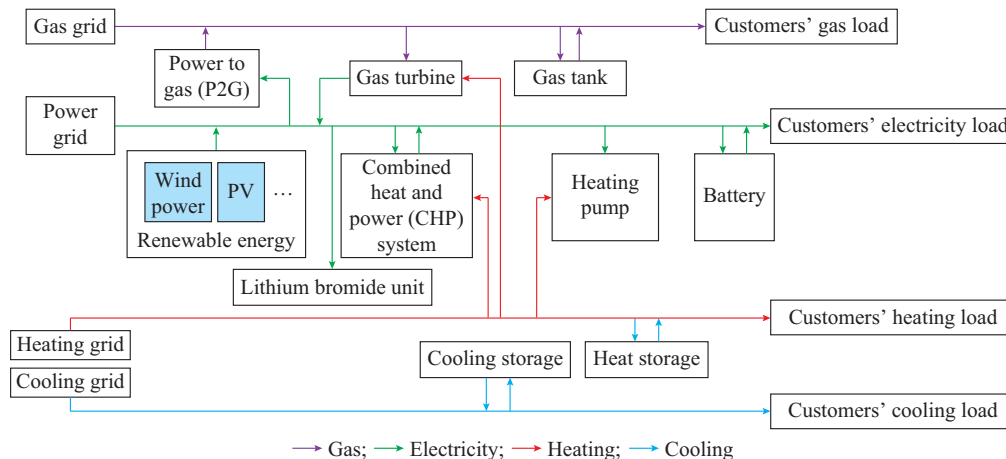 Gas grid
Customers’ gas load
Power to
gas (P2G)
Gas turbine
Gas tank
Power
grid
Customers’ electricity load
Wind
power
PV
…
Renewable energy
Combined
heat and
power (CHP)
system
Heating
pump
Battery
Lithium bromide unit
Customers’ heating load
Heating grid
Cooling storage
Heat storage
Cooling grid
Customers’ cooling load
Gas; Electricity; Heating; Cooling